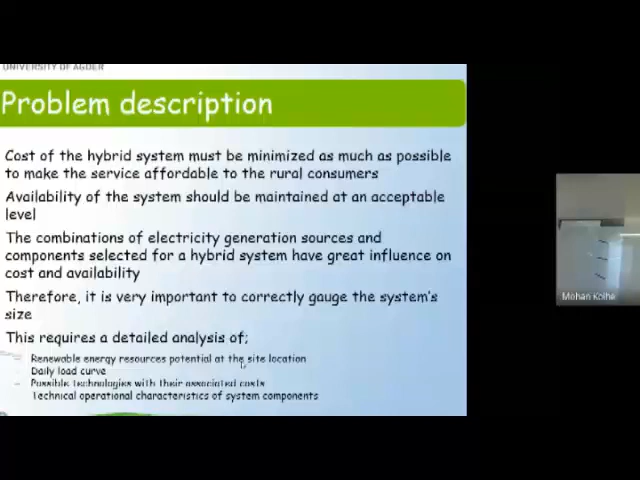 UNIVERSITY OF AGDER
Problem description
Cost of the hybrid system must be minimized as much as possible
to make the service affordable to the rural consumers
Availability of the system should be maintained at an acceptable
level
The combinations of electricity generation sources and
components selected for a hybrid system have great influence on
cost and availability
Therefore, it is very important to correctly gauge the system's
size
This requires a detailed analysis of;
– Renewable energy resources potential at the site location
– Daily load curve
– Possible technologies with their associated costs
– Technical operational characteristics of system components
Mohan Kolhe